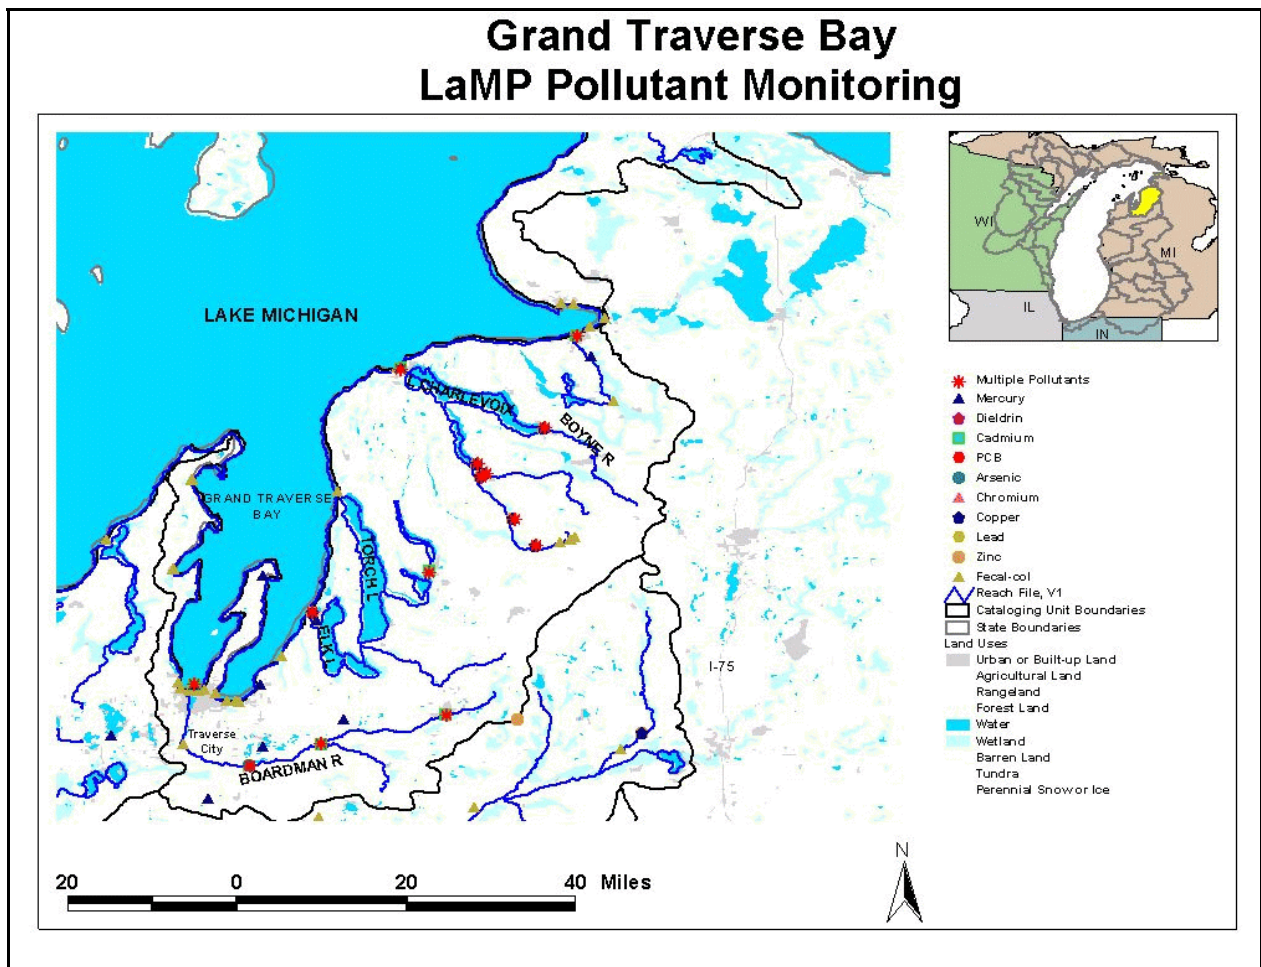 Grand Traverse Bay
LaMP Pollutant Monitoring
LAKE MICHIGAN
L CHARLEVOIX
BOYNE R
GRAND TRAVERSE
BAY
TORCH L
ELK L
I-75
Traverse
City
BOARDMAN R
WI
MI
IL
IN
Multiple Pollutants
Mercury
Dieldrin
Cadmium
PCB
Arsenic
Chromium
Copper
Lead
Zinc
Fecal-col
Reach File, V1
Cataloging Unit Boundaries
State Boundaries
Land Uses
Urban or Built-up Land
Agricultural Land
Rangeland
Forest Land
Water
Wetland
Barren Land
Tundra
Perennial Snow or Ice
20 0 20 40 Miles
N